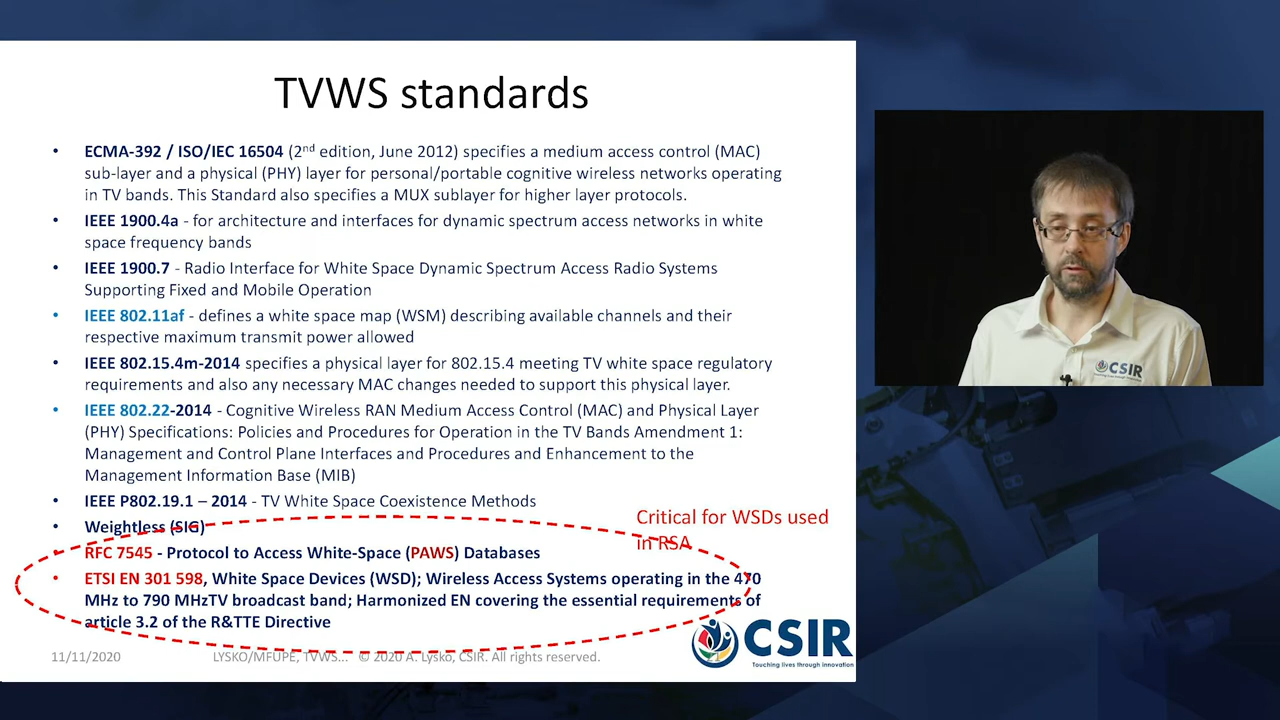 TVWS standards
• ECMA-392 / ISO/IEC 16504 (2nd edition, June 2012) specifies a medium access control (MAC)
sub-layer and a physical (PHY) layer for personal/portable cognitive wireless networks operating
in TV bands. This Standard also specifies a MUX sublayer for higher layer protocols.
• IEEE 1900.4a - for architecture and interfaces for dynamic spectrum access networks in white
space frequency bands
• IEEE 1900.7 - Radio Interface for White Space Dynamic Spectrum Access Radio Systems
Supporting Fixed and Mobile Operation
• IEEE 802.11af - defines a white space map (WSM) describing available channels and their
respective maximum transmit power allowed
• IEEE 802.15.4m-2014 specifies a physical layer for 802.15.4 meeting TV white space regulatory
requirements and also any necessary MAC changes needed to support this physical layer.
• IEEE 802.22-2014 - Cognitive Wireless RAN Medium Access Control (MAC) and Physical Layer
(PHY) Specifications: Policies and Procedures for Operation in the TV Bands Amendment 1:
Management and Control Plane Interfaces and Procedures and Enhancement to the
Management Information Base (MIB)
• IEEE P802.19.1 – 2014 - TV White Space Coexistence Methods
• Weightless (SIG)
Critical for WSDs used
in RSA
• RFC 7545 - Protocol to Access White-Space (PAWS) Databases
• ETSI EN 301 598, White Space Devices (WSD); Wireless Access Systems operating in the 470
MHz to 790 MHzTV broadcast band; Harmonized EN covering the essential requirements of
article 3.2 of the R&TTE Directive
11/11/2020
LYSKO/MFUPE, TVWS... © 2020 A. Lysko, CSIR. All rights reserved.
CSIR
Touching lives through innovation
CSIR